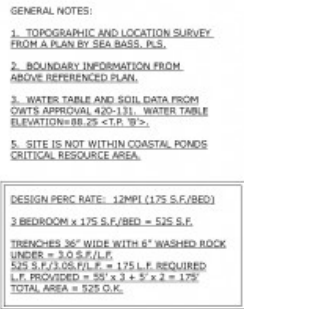 GENERAL NOTES:
1. TOPOGRAPHIC AND LOCATION SURVEY
FROM A PLAN BY SEA BASS, PLS.
2. BOUNDARY INFORMATION FROM
ABOVE REFERENCED PLAN.
3. WATER TABLE AND SOIL DATA FROM
OWTS APPROVAL 420-131. WATER TABLE
ELEVATION=88.25 <T.P. 'B'>.
5. SITE IS NOT WITHIN COASTAL PONDS
CRITICAL RESOURCE AREA.
DESIGN PERC RATE: 12MPI (175 S.F./BED)
3 BEDROOM x 175 S.F./BED = 525 S.F.
TRENCHES 36" WIDE WITH 6" WASHED ROCK
UNDER = 3.0 S.F./L.F.
525 S.F./3.0S.F/L.F. = 175 L.F. REQUIRED
L.F. PROVIDED = 55' x 3 + 5' x 2 = 175'
TOTAL AREA = 525 O.K.